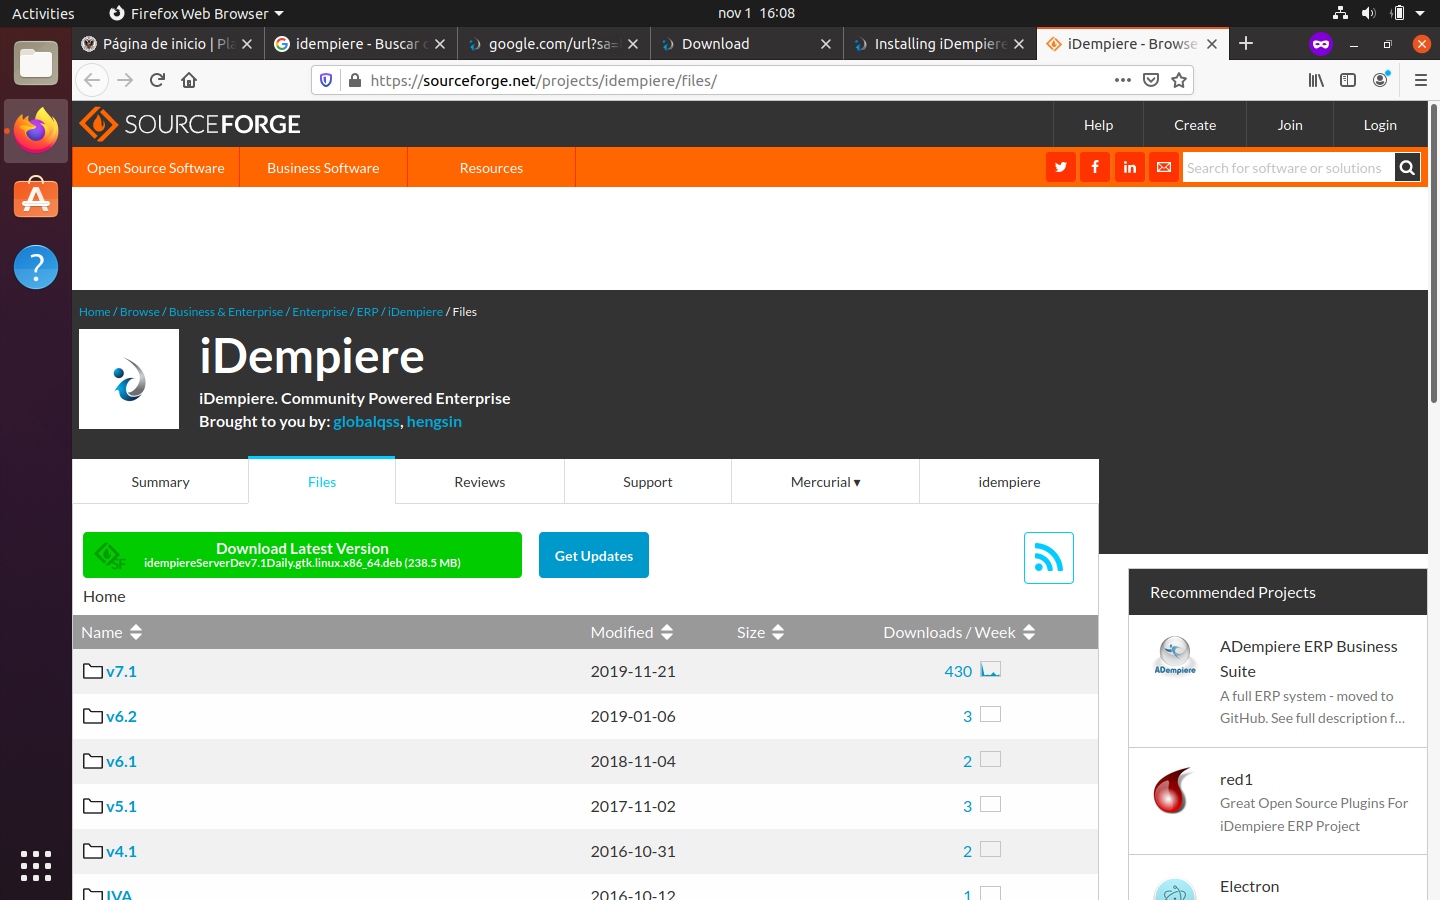 Activities
Firefox Web Browser
nov 1 16:08
Página de inicio | Pla
idempiere - Buscar c
google.com/url?sa=
Download
Installing iDempiere
iDempiere - Browse
https://sourceforge.net/projects/idempiere/files/
SOURCEFORGE
Help
Create
Join
Login
Open Source Software
Business Software
Resources
Search for software or solutions
Home / Browse / Business & Enterprise / Enterprise / ERP / iDempiere / Files
iDempiere
iDempiere. Community Powered Enterprise
Brought to you by: globalqss, hengsin
Summary
Files
Reviews
Support
Mercurial ▾
idempiere
SF
Download Latest Version
idempiereServerDev7.1Daily.gtk.linux.x86_64.deb (238.5 MB)
Get Updates
Home
Name Modified Size Downloads / Week
v7.1 2019-11-21 430
v6.2 2019-01-06 3
v6.1 2018-11-04 2
v5.1 2017-11-02 3
v4.1 2016-10-31 2
IVA 2016-10-12 1
Recommended Projects
ADempiere
ADempiere ERP Business
Suite
A full ERP system - moved to
GitHub. See full description f...
red1
Great Open Source Plugins For
iDempiere ERP Project
Electron